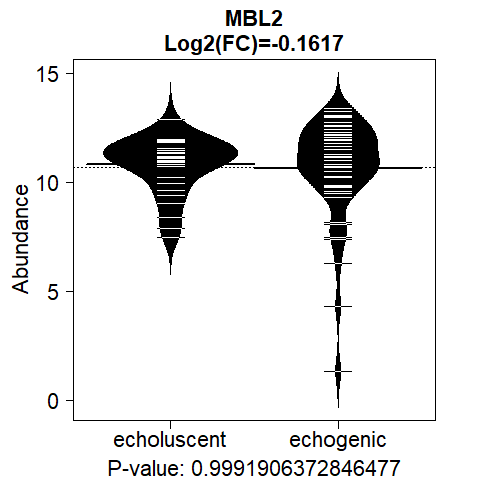 MBL2
Log2(FC)=-0.1617
15
10
5
0
Abundance
echoluscent echogenic
P-value: 0.9991906372846477